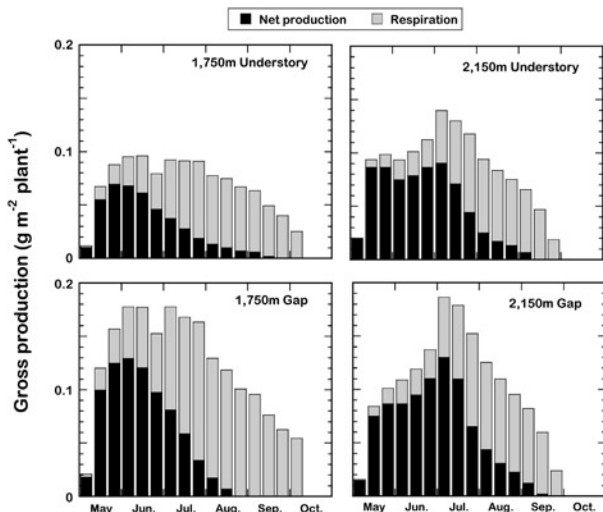 Net production Respiration
0.2
1,750m Understory
2,150m Understory
0.1
0
Gross production (g m-2 plant-1)
0.2
1,750m Gap
2,150m Gap
0.1
0
May Jun. Jul. Aug. Sep. Oct. May Jun. Jul. Aug. Sep. Oct.